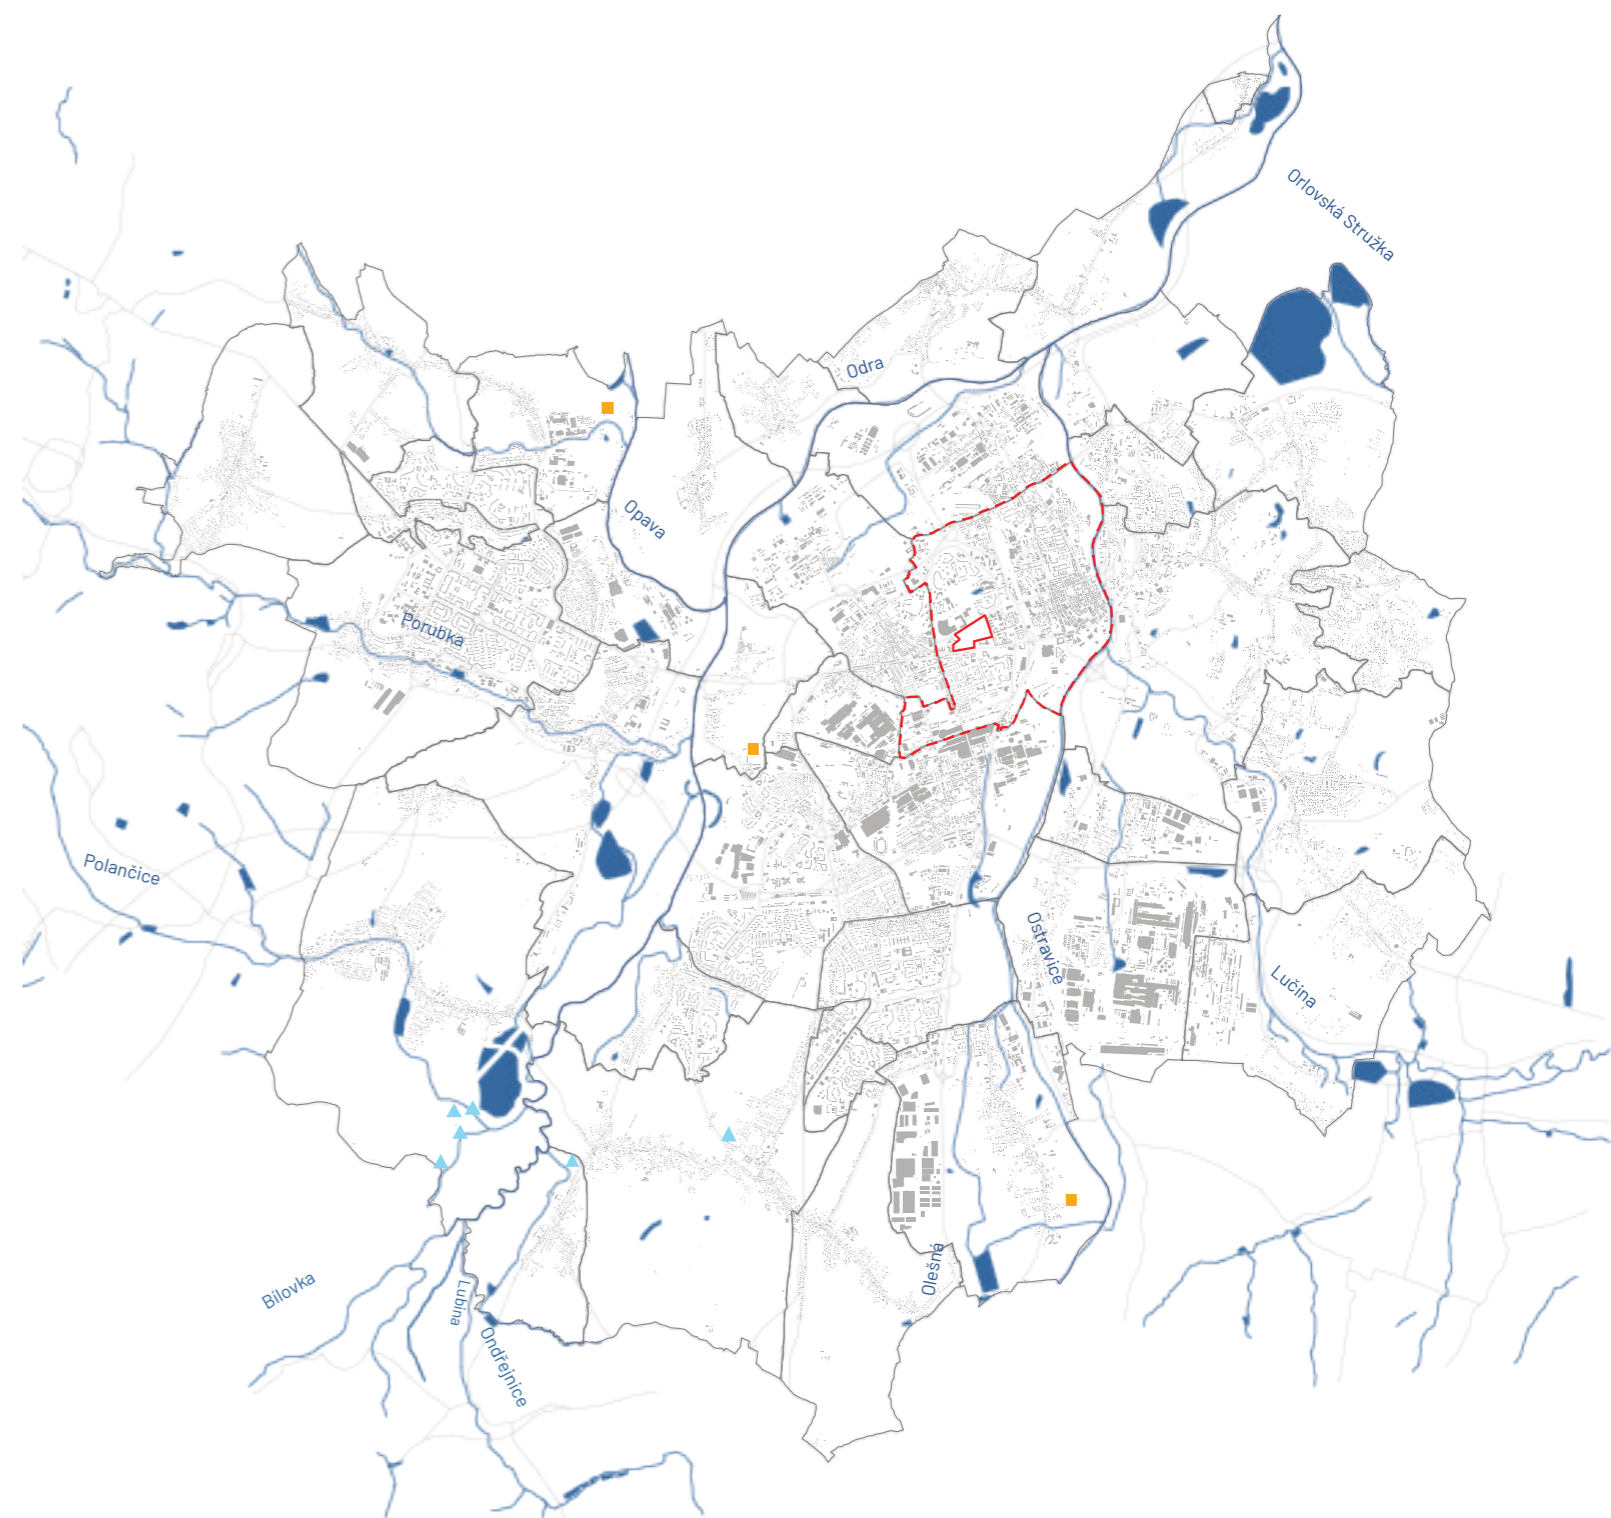 Orlovská Stružka
Odra
Opava
Porubka
Polančice
Ostravice
Lučina
Olešná
Bílovka
Lubina
Ondřejnice